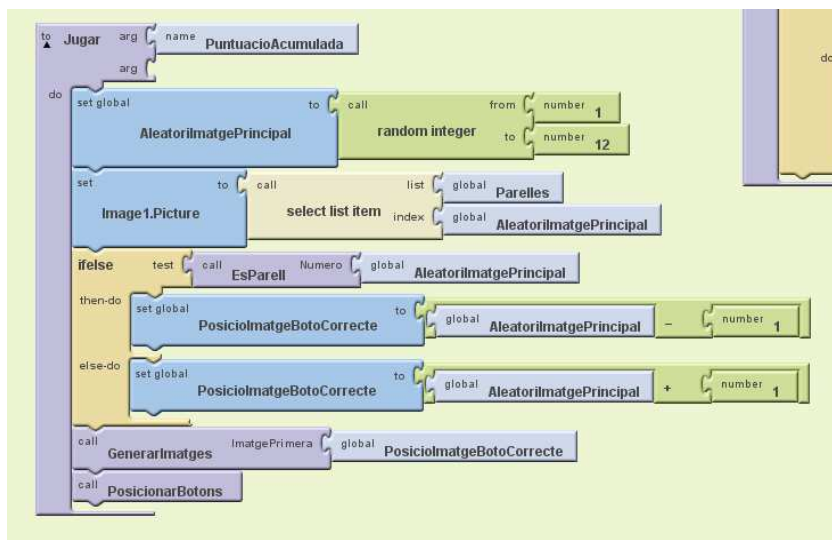 to Jugar arg name PuntuacioAcumulada
arg
do
do
set global to call from number 1
AleatoriImatgePrincipal random integer to number 12
set to call list global Parelles
Image1.Picture select list item index global AleatoriImatgePrincipal
ifelse test call EsParell Numero global AleatoriImatgePrincipal
then-do set global PosicioImatgeBotoCorrecte to global AleatoriImatgePrincipal - number 1
else-do set global PosicioImatgeBotoCorrecte to global AleatoriImatgePrincipal + number 1
call GenerarImatges ImatgePrimera global PosicioImatgeBotoCorrecte
call PosicionarBotons